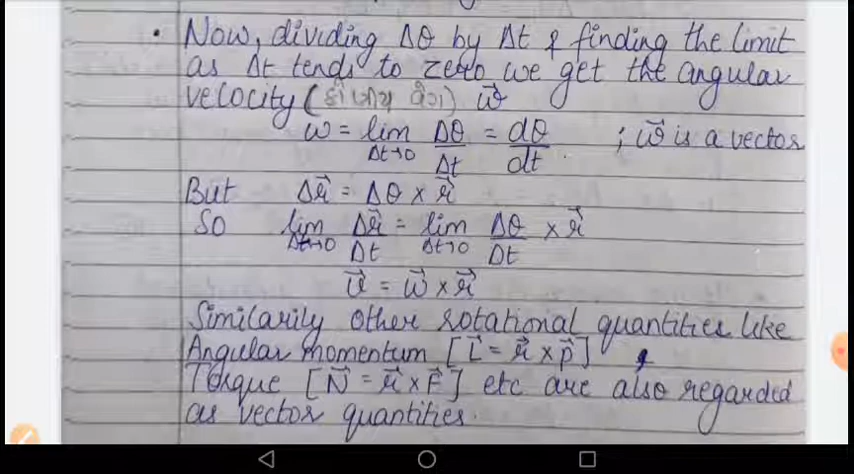 • Now, dividing Δθ by Δt & finding the limit
as Δt tends to zero we get the angular
velocity (કોણીય વેગ) ω⃗
ω = lim Δt→0 Δθ/Δt = dθ/dt. ; ω⃗ is a vector
But Δr⃗ = Δθ × r⃗
So lim Δt→0 Δr⃗/Δt = lim Δt→0 Δθ/Δt × r⃗
v⃗ = ω⃗ × r⃗
Similarily other rotational quantities like
Angular momentum [L⃗ = r⃗ × p⃗] ,
Torque [N⃗ = r⃗ × F⃗] etc are also regarded
as vector quantities.